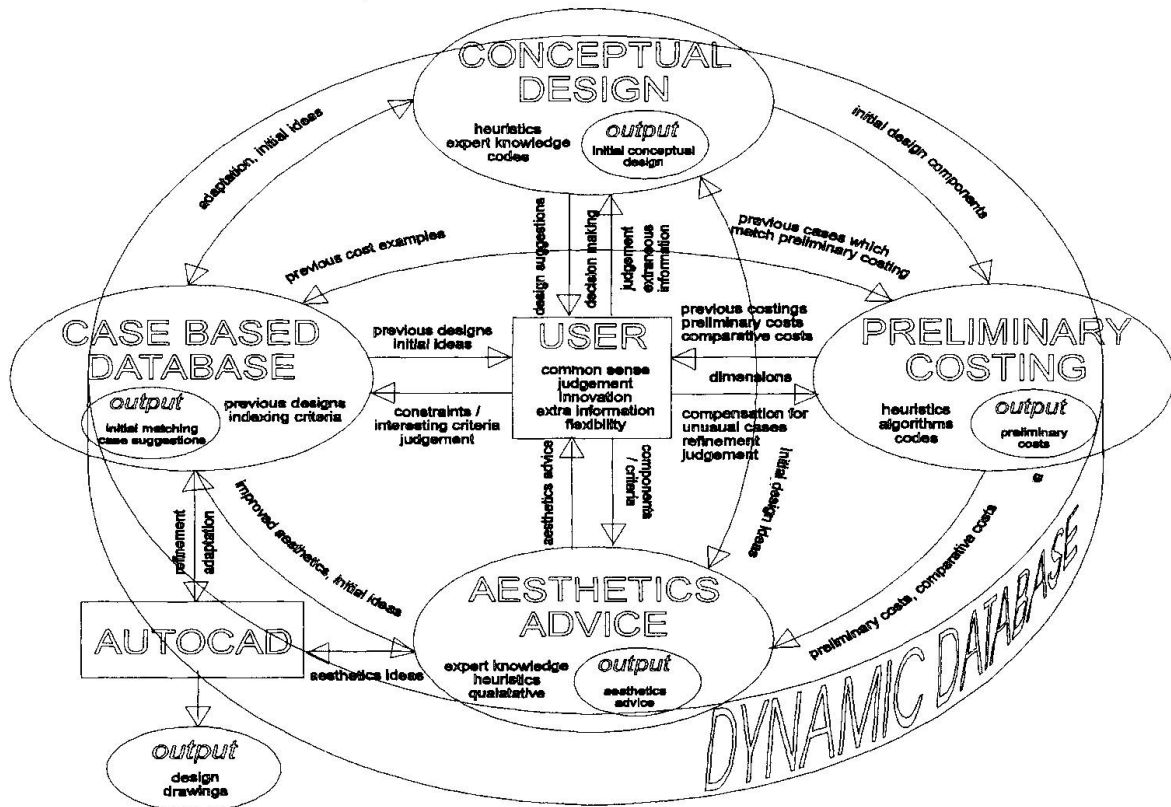 CONCEPTUAL
DESIGN
heuristics
expert knowledge
codes
output
initial conceptual
design
adaptation, initial ideas
initial design components
previous cost examples
design suggestions
decision making
judgement
extraneous
information
previous cases which
match preliminary costing
CASE BASED
DATABASE
output
initial matching
case suggestions
previous designs
indexing criteria
previous designs
initial ideas
constraints /
interesting criteria
judgement
USER
common sense
judgement
innovation
extra information
flexibility
previous costings
preliminary costs
comparative costs
dimensions
compensation for
unusual cases
refinement
judgement
PRELIMINARY
COSTING
heuristics
algorithms
codes
output
preliminary
costs
aesthetics advice
components
/ criteria
initial design ideas
refinement
adaptation
improved aesthetics, initial ideas
preliminary costs, comparative costs
AESTHETICS
ADVICE
expert knowledge
heuristics
qualatative
output
aesthetics
advice
AUTOCAD
aesthetics ideas
output
design
drawings
DYNAMIC DATABASE